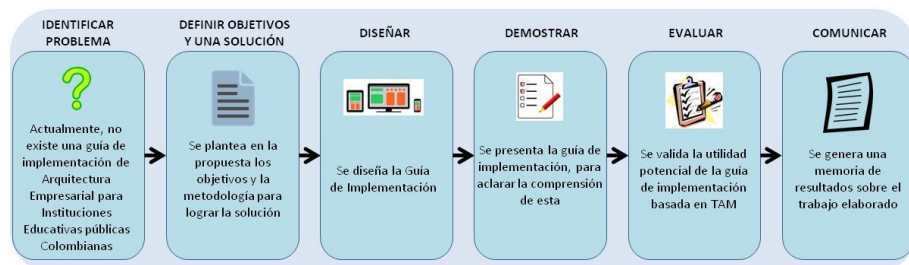 IDENTIFICAR
PROBLEMA
Actualmente, no
existe una guía de
implementación de
Arquitectura
Empresarial para
Instituciones
Educativas públicas
Colombianas
DEFINIR OBJETIVOS
Y UNA SOLUCIÓN
Se plantea en la
propuesta los
objetivos y la
metodología para
lograr la solución
DISEÑAR
Se diseña la Guía
de Implementación
DEMOSTRAR
Se presenta la guía de
implementación, para
aclarar la comprensión
de esta
EVALUAR
Se valida la utilidad
potencial de la guía
de implementación
basada en TAM
COMUNICAR
Se genera una
memoria de
resultados sobre el
trabajo elaborado